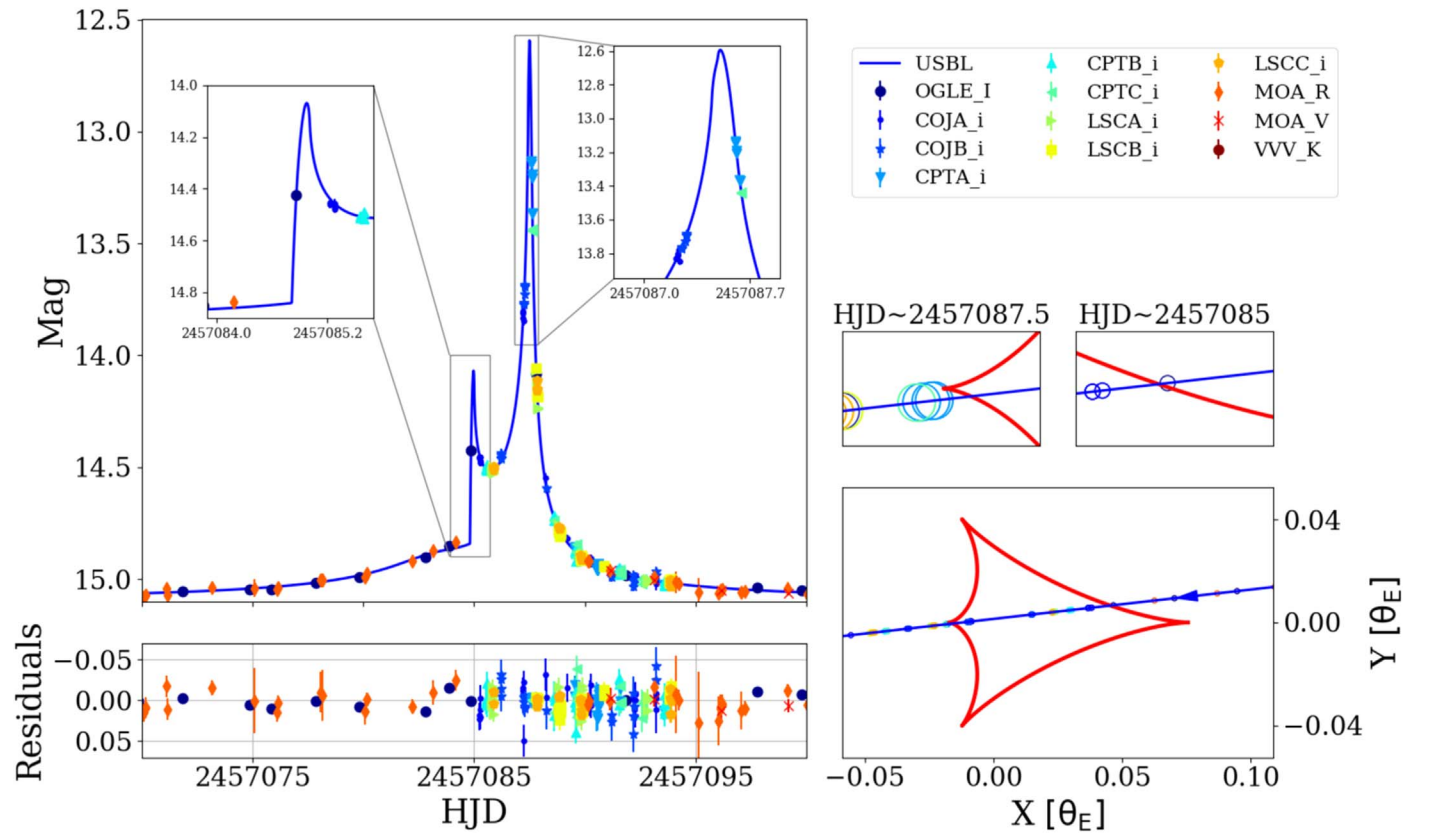 12.5
13.0
13.5
14.0
14.5
15.0
Mag
14.0
14.2
14.4
14.6
14.8
2457084.0
2457085.2
12.6
12.8
13.0
13.2
13.4
13.6
13.8
2457087.0
2457087.7
USBL
OGLE_I
COJA_i
COJB_i
CPTA_i
CPTB_i
CPTC_i
LSCA_i
LSCB_i
LSCC_i
MOA_R
MOA_V
VVV_K
HJD~2457087.5
HJD~2457085
Residuals
−0.05
0.00
0.05
2457075
2457085
2457095
HJD
0.04
0.00
−0.04
Y [θE]
−0.05
0.00
0.05
0.10
X [θE]